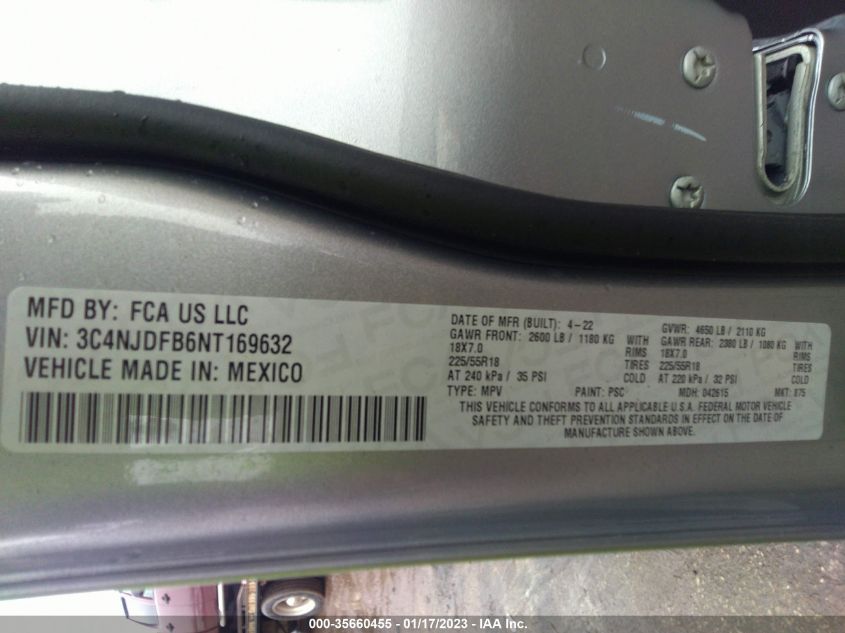 MFD BY: FCA US LLC
VIN: 3C4NJDFB6NT169632
VEHICLE MADE IN: MEXICO
DATE OF MFR (BUILT): 4-22 GVWR: 4650 LB / 2110 KG
GAWR FRONT: 2600 LB / 1180 KG WITH GAWR REAR: 2380 LB / 1080 KG WITH
18X7.0 RIMS 18X7.0 RIMS
225/55R18 TIRES 225/55R18 TIRES
AT 240 kPa / 35 PSI COLD AT 220 kPa / 32 PSI COLD
TYPE: MPV PAINT: PSC MDH: 042615 MKT: 875
THIS VEHICLE CONFORMS TO ALL APPLICABLE U.S.A. FEDERAL MOTOR VEHICLE
SAFETY AND THEFT PREVENTION STANDARDS IN EFFECT ON THE DATE OF
MANUFACTURE SHOWN ABOVE.
000-35660455 - 01/17/2023 - IAA Inc.